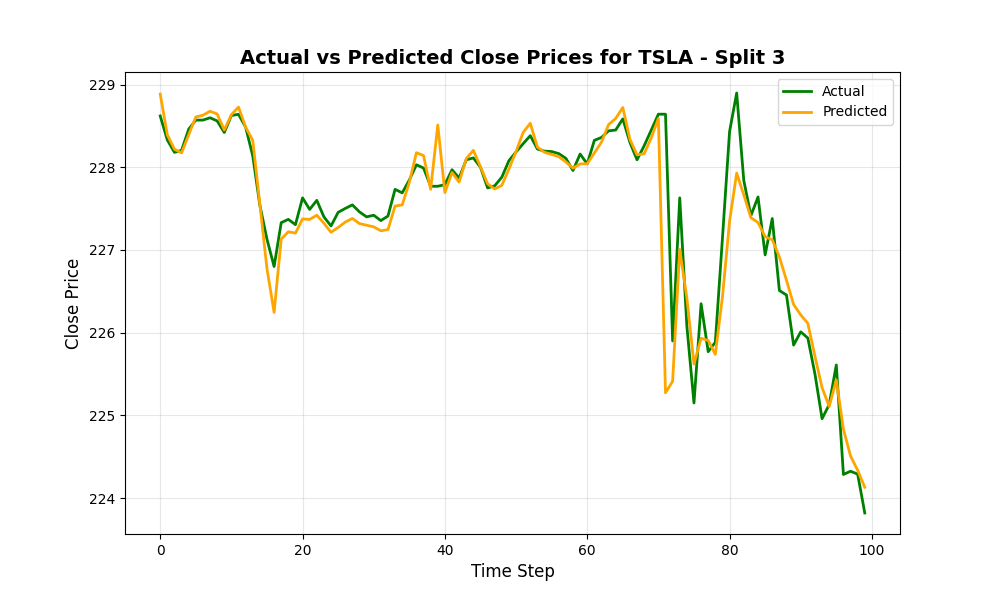 Actual vs Predicted Close Prices for TSLA - Split 3
Actual
Predicted
Close Price
229
228
227
226
225
224
0 20 40 60 80 100
Time Step